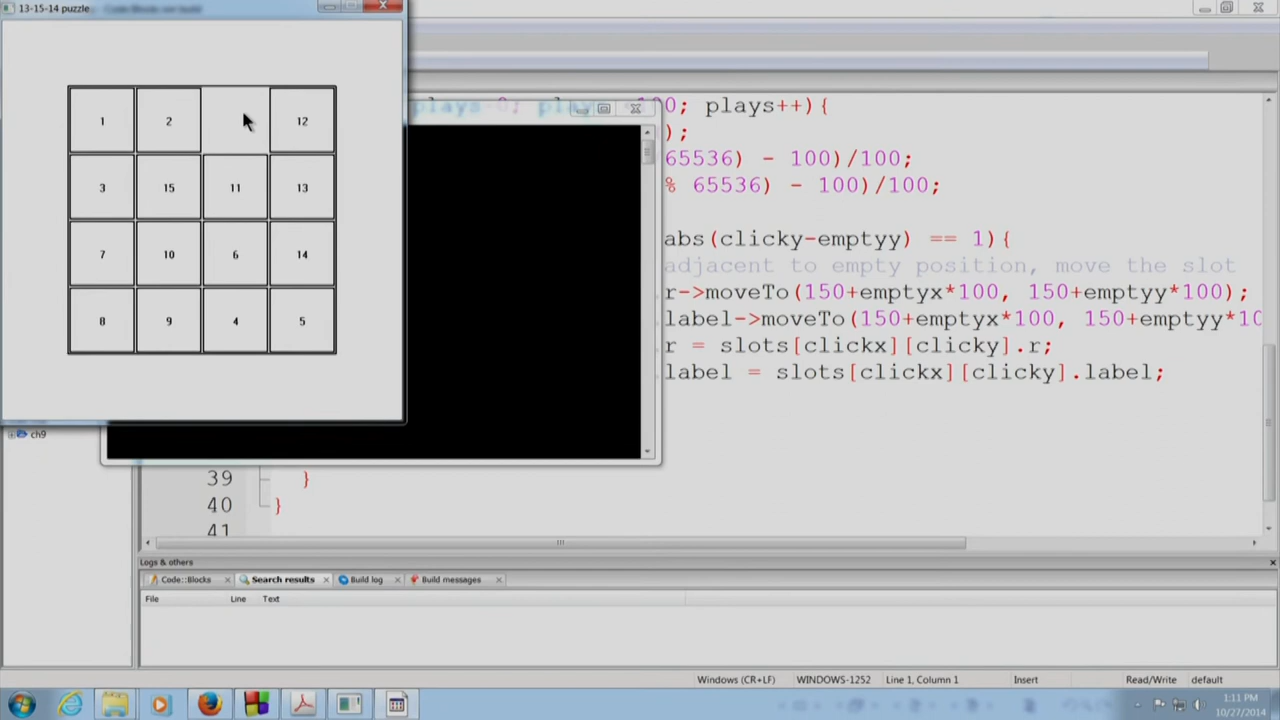 13-15-14 puzzle
1 2 12
3 15 11 13
7 10 6 14
8 9 4 5
plays=0; plays<100; plays++){
);
65536) - 100)/100;
% 65536) - 100)/100;
abs(clicky-emptyy) == 1){
adjacent to empty position, move the slot
r->moveTo(150+emptyx*100, 150+emptyy*100);
label->moveTo(150+emptyx*100, 150+emptyy*10
r = slots[clickx][clicky].r;
label = slots[clickx][clicky].label;
ch9
39 }
40 }
41
Logs & others
Code::Blocks Search results Build log Build messages
File Line Text
Windows (CR+LF) WINDOWS-1252 Line 1, Column 1 Insert Read/Write default
1:11 PM
10/27/2014